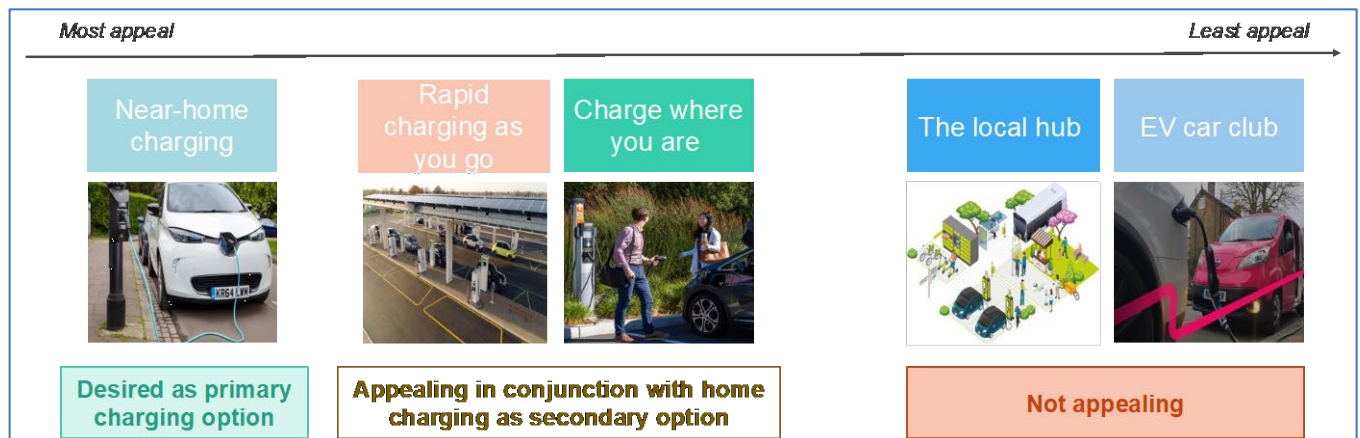 Most appeal
Least appeal
Near-home
charging
Rapid
charging as
you go
Charge where
you are
The local hub
EV car club
KR64 LVM
Desired as primary
charging option
Appealing in conjunction with home
charging as secondary option
Not appealing